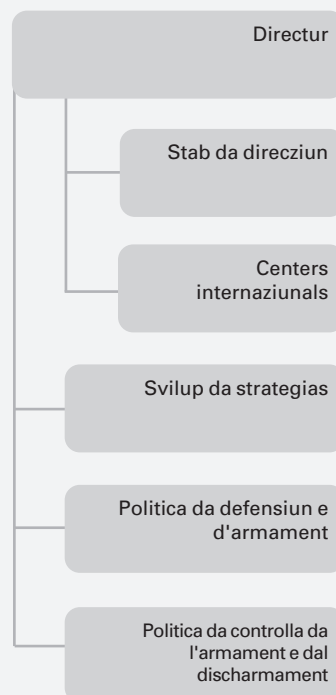 Directur
Stab da direcziun
Centers
internaziunals
Svilup da strategias
Politica da defensiun e
d'armament
Politica da controlla da
l'armament e dal
discharmament